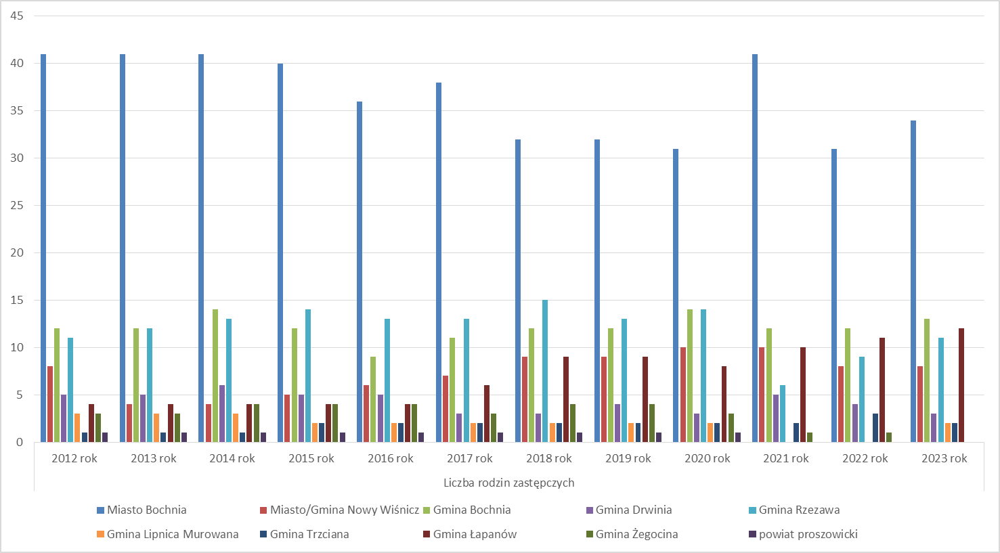 45
40
35
30
25
20
15
10
5
0
2012 rok 2013 rok 2014 rok 2015 rok 2016 rok 2017 rok 2018 rok 2019 rok 2020 rok 2021 rok 2022 rok 2023 rok
Liczba rodzin zastępczych
Miasto Bochnia Miasto/Gmina Nowy Wiśnicz Gmina Bochnia Gmina Drwinia Gmina Rzezawa
Gmina Lipnica Murowana Gmina Trzciana Gmina Łapanów Gmina Żegocina powiat proszowicki